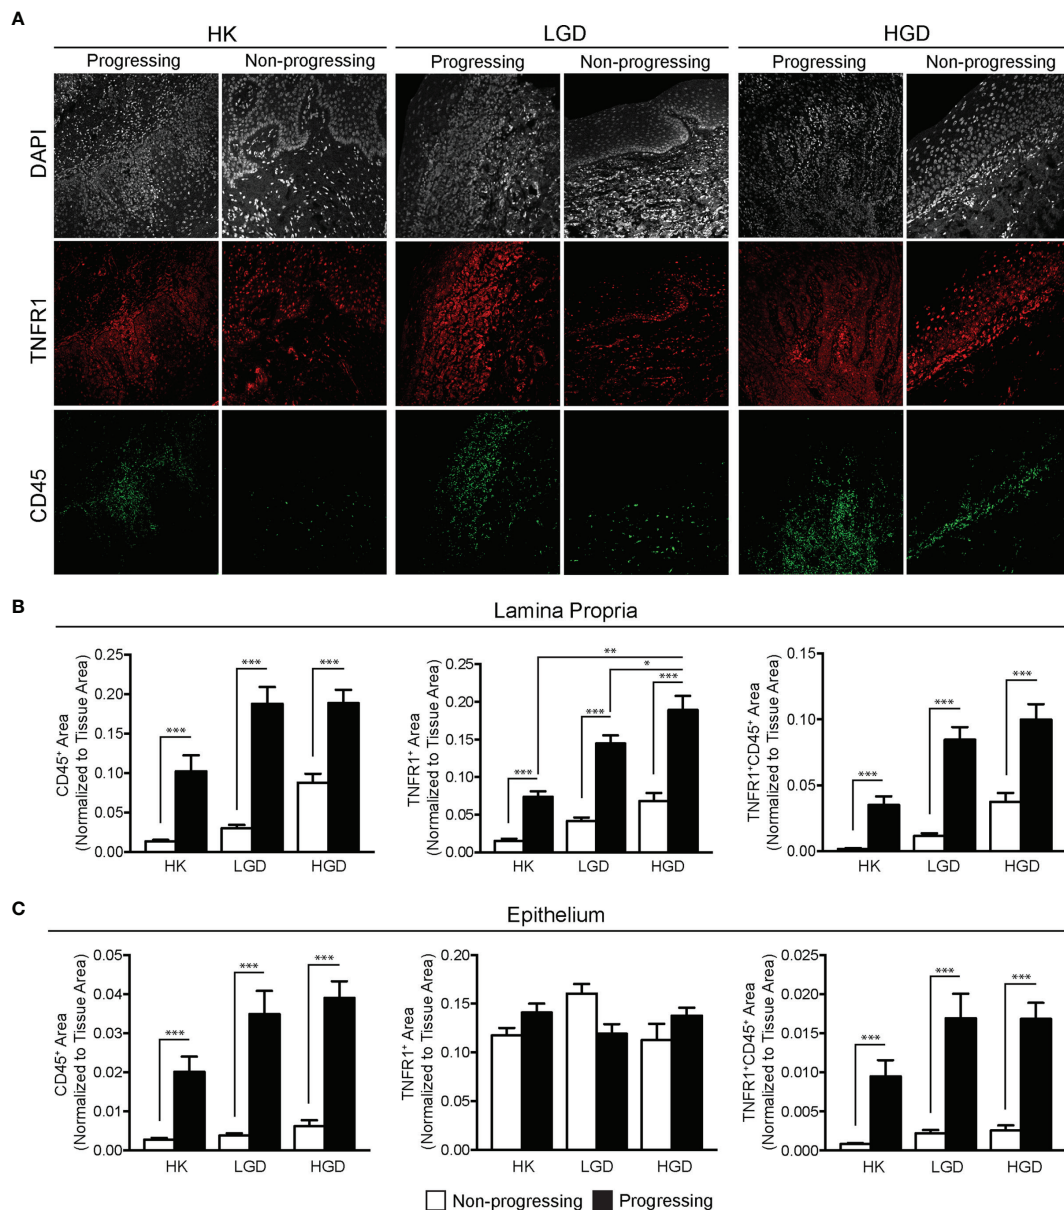 A
HK LGD HGD
Progressing Non-progressing Progressing Non-progressing Progressing Non-progressing
DAPI
TNFR1
CD45
B
Lamina Propria
CD45⁺ Area
(Normalized to Tissue Area)
0.25
0.20
0.15
0.10
0.05
0.00
***
***
***
HK LGD HGD
TNFR1⁺ Area
(Normalized to Tissue Area)
0.25
0.20
0.15
0.10
0.05
0.00
**
*
***
***
***
HK LGD HGD
TNFR1⁺CD45⁺ Area
(Normalized to Tissue Area)
0.15
0.10
0.05
0.00
***
***
***
HK LGD HGD
C
Epithelium
CD45⁺ Area
(Normalized to Tissue Area)
0.05
0.04
0.03
0.02
0.01
0.00
***
***
***
HK LGD HGD
TNFR1⁺ Area
(Normalized to Tissue Area)
0.20
0.15
0.10
0.05
0.00
HK LGD HGD
TNFR1⁺CD45⁺ Area
(Normalized to Tissue Area)
0.025
0.020
0.015
0.010
0.005
0.000
***
***
***
HK LGD HGD
Non-progressing Progressing